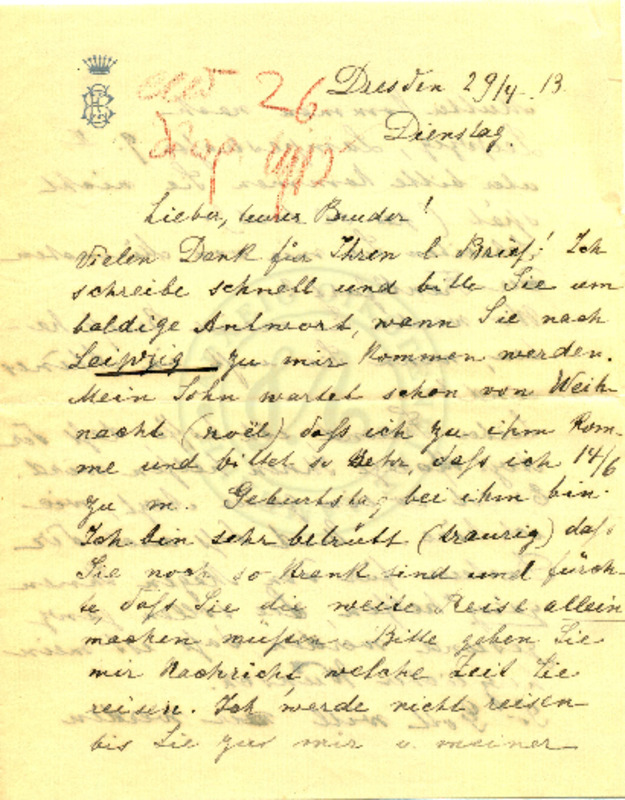 Dresden 29/4. 13.
Dienstag.
26
Lieber, teurer Bruder!
Vielen Dank für Ihren l. Brief! Ich
schreibe schnell und bitte Sie um
baldige Antwort, wann Sie nach
Leipzig zu mir kommen werden.
Mein Sohn wartet schon von Weih-
nacht (noël) daß ich zu ihm kom-
me und bittet so sehr, daß ich 14/6
zu m. Geburtstag bei ihm bin.
Ich bin sehr betrübt (traurig) daß
Sie noch so krank sind und fürch-
te, daß Sie die weite Reise allein
machen müßen. Bitte geben Sie
mir Nachricht, welche Zeit Sie
reisen. Ich werde nicht reisen
bis Sie zu mir u. meiner